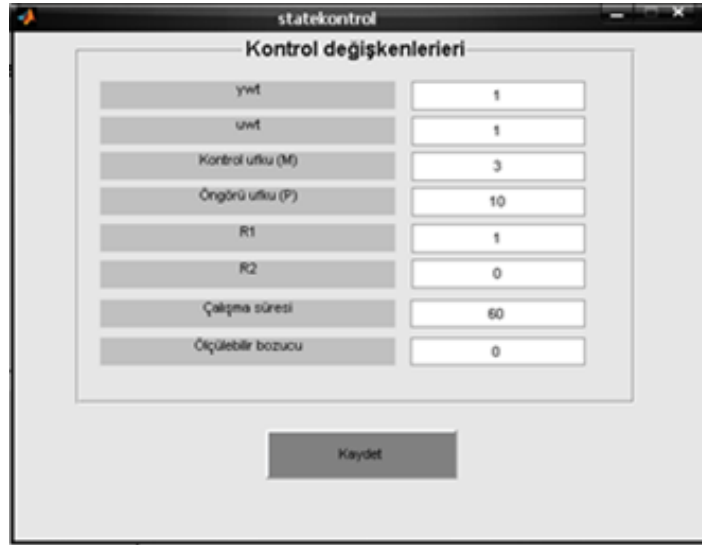 statekontrol
Kontrol değişkenlerieri
ywt 1
uwt 1
Kontrol ufku (M) 3
Öngörü ufku (P) 10
R1 1
R2 0
Çalışma süresi 60
Ölçülebilir bozucu 0
Kaydet